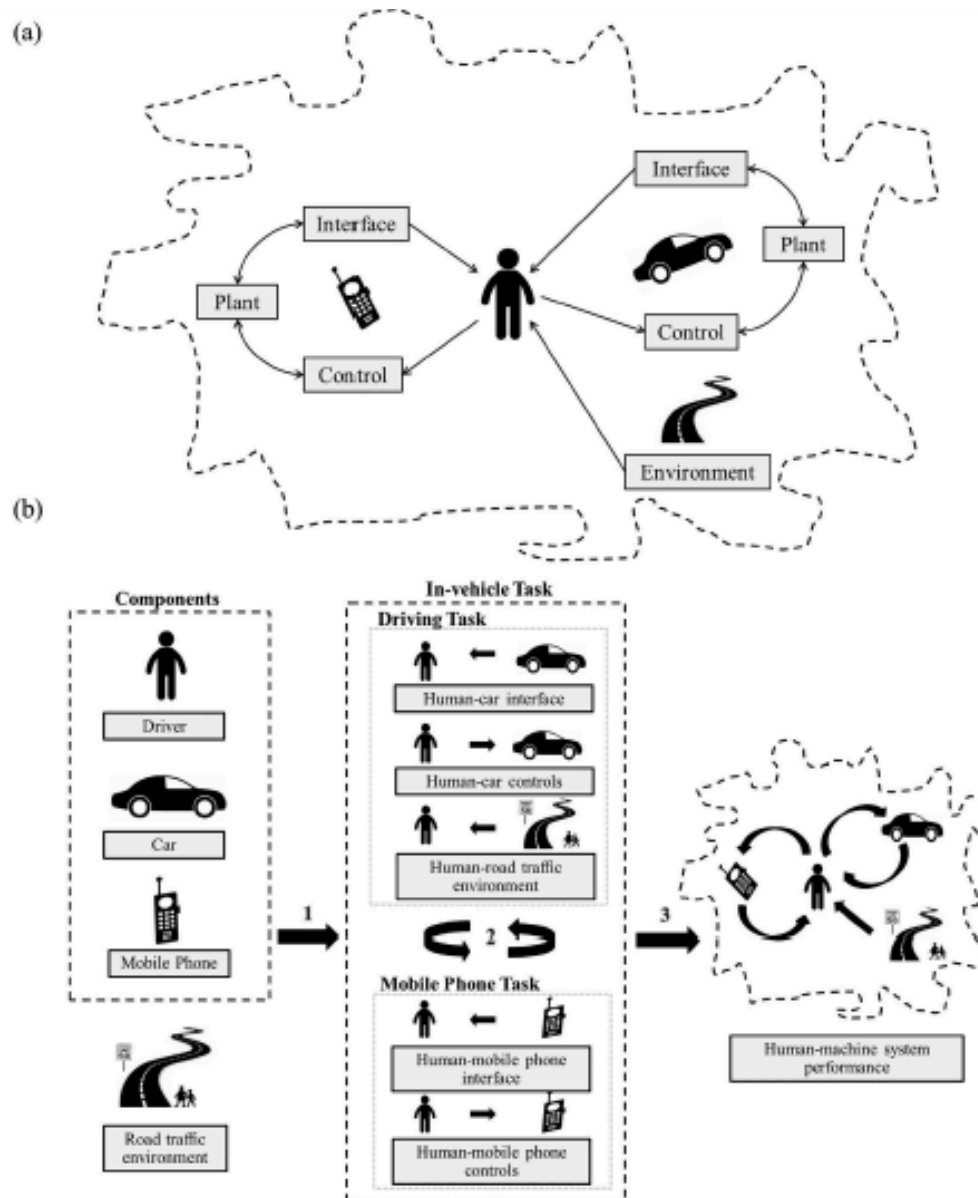 (a)
Interface
Interface
Plant
Plant
Control
Control
Environment
(b)
Components
In-vehicle Task
Driving Task
Driver
Human-car interface
Car
Human-car controls
Human-road traffic
environment
Mobile Phone
1
2
3
Mobile Phone Task
Human-mobile phone
interface
Human-machine system
performance
Road traffic
environment
Human-mobile phone
controls